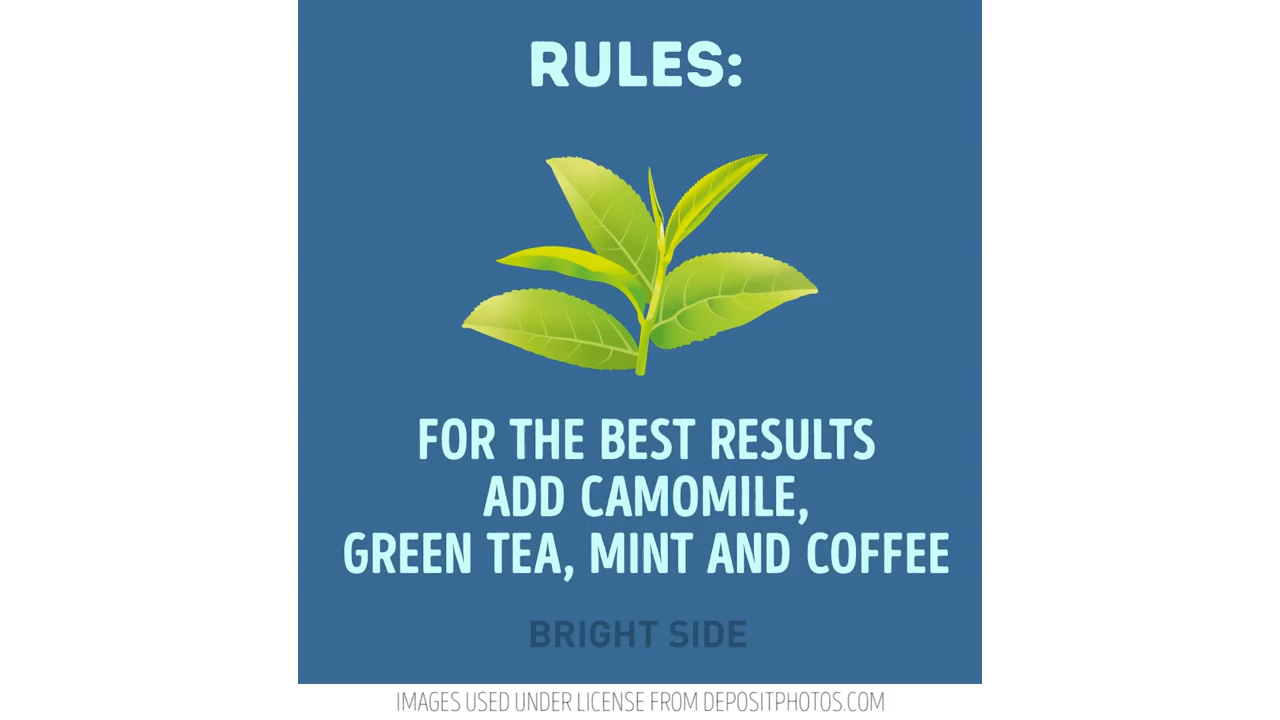 RULES:
FOR THE BEST RESULTS
ADD CAMOMILE,
GREEN TEA, MINT AND COFFEE
BRIGHT SIDE
IMAGES USED UNDER LICENSE FROM DEPOSITPHOTOS.COM